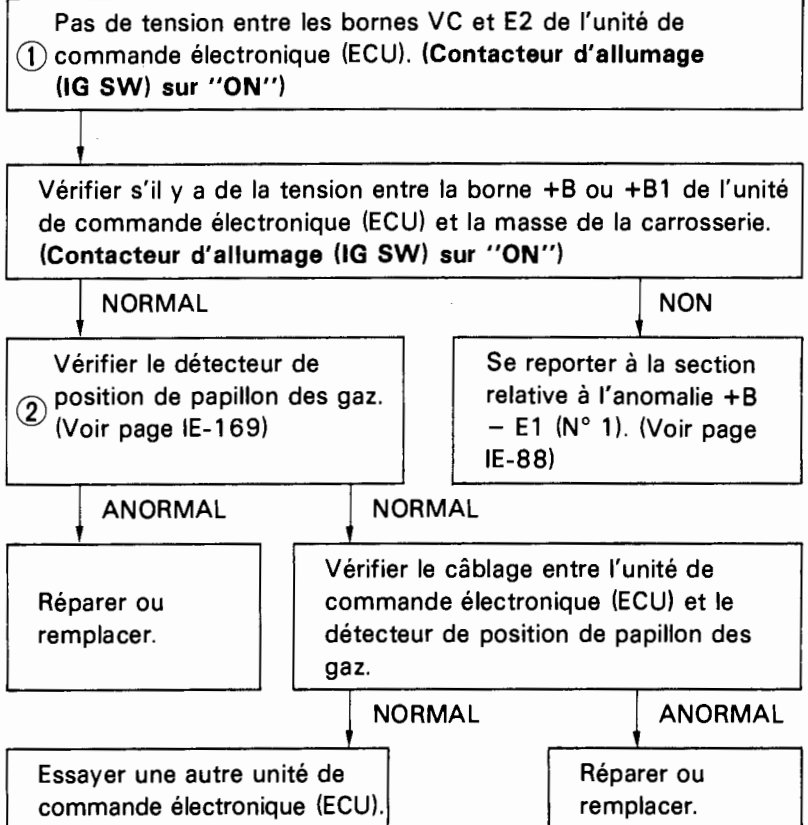 Pas de tension entre les bornes VC et E2 de l'unité de
① commande électronique (ECU). (Contacteur d'allumage
(IG SW) sur ''ON'')
Vérifier s'il y a de la tension entre la borne +B ou +B1 de l'unité
de commande électronique (ECU) et la masse de la carrosserie.
(Contacteur d'allumage (IG SW) sur ''ON'')
NORMAL
NON
Vérifier le détecteur de
② position de papillon des gaz.
(Voir page IE-169)
Se reporter à la section
relative à l'anomalie +B
– E1 (N° 1). (Voir page
IE-88)
ANORMAL
NORMAL
Réparer ou
remplacer.
Vérifier le câblage entre l'unité de
commande électronique (ECU) et le
détecteur de position de papillon des
gaz.
NORMAL
ANORMAL
Essayer une autre unité de
commande électronique (ECU).
Réparer ou
remplacer.